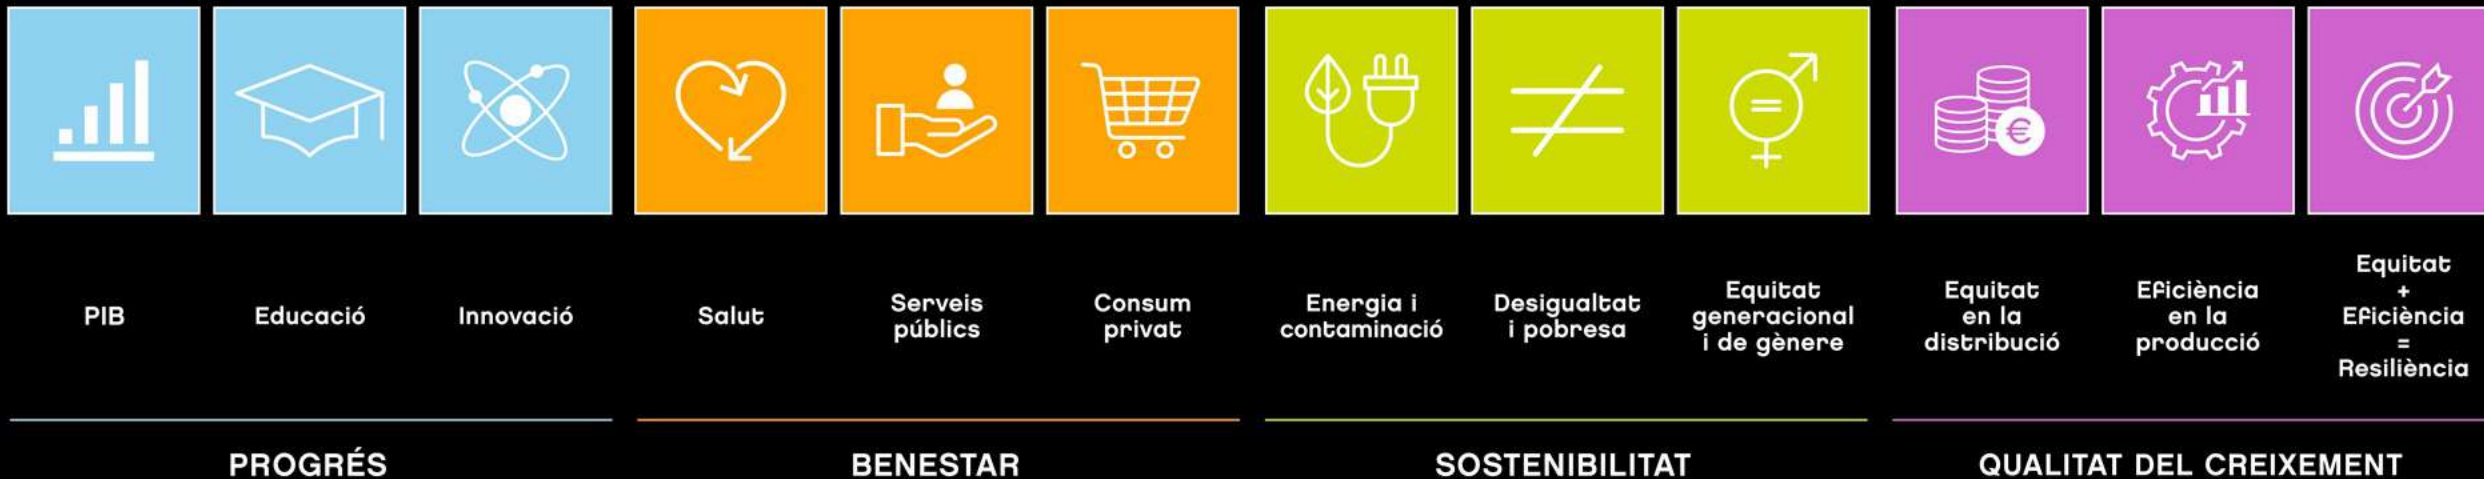 €
PIB
Educació
Innovació
Salut
Serveis
públics
Consum
privat
Energia i
contaminació
Desigualtat
i pobresa
Equitat
generacional
i de gènere
Equitat
en la
distribució
Eficiència
en la
producció
Equitat
+
Eficiència
=
Resiliència
PROGRÉS
BENESTAR
SOSTENIBILITAT
QUALITAT DEL CREIXEMENT